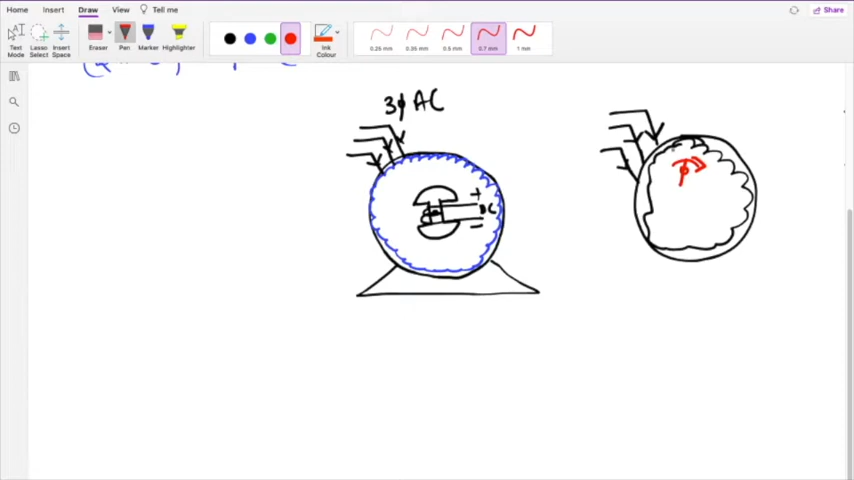 Home Insert Draw View Tell me Share
Text Mode
Lasso Select
Insert Space
Eraser
Pen
Marker
Highlighter
Ink Colour
0.25 mm
0.35 mm
0.5 mm
0.7 mm
1 mm
3φ AC
+
DC
−
φ